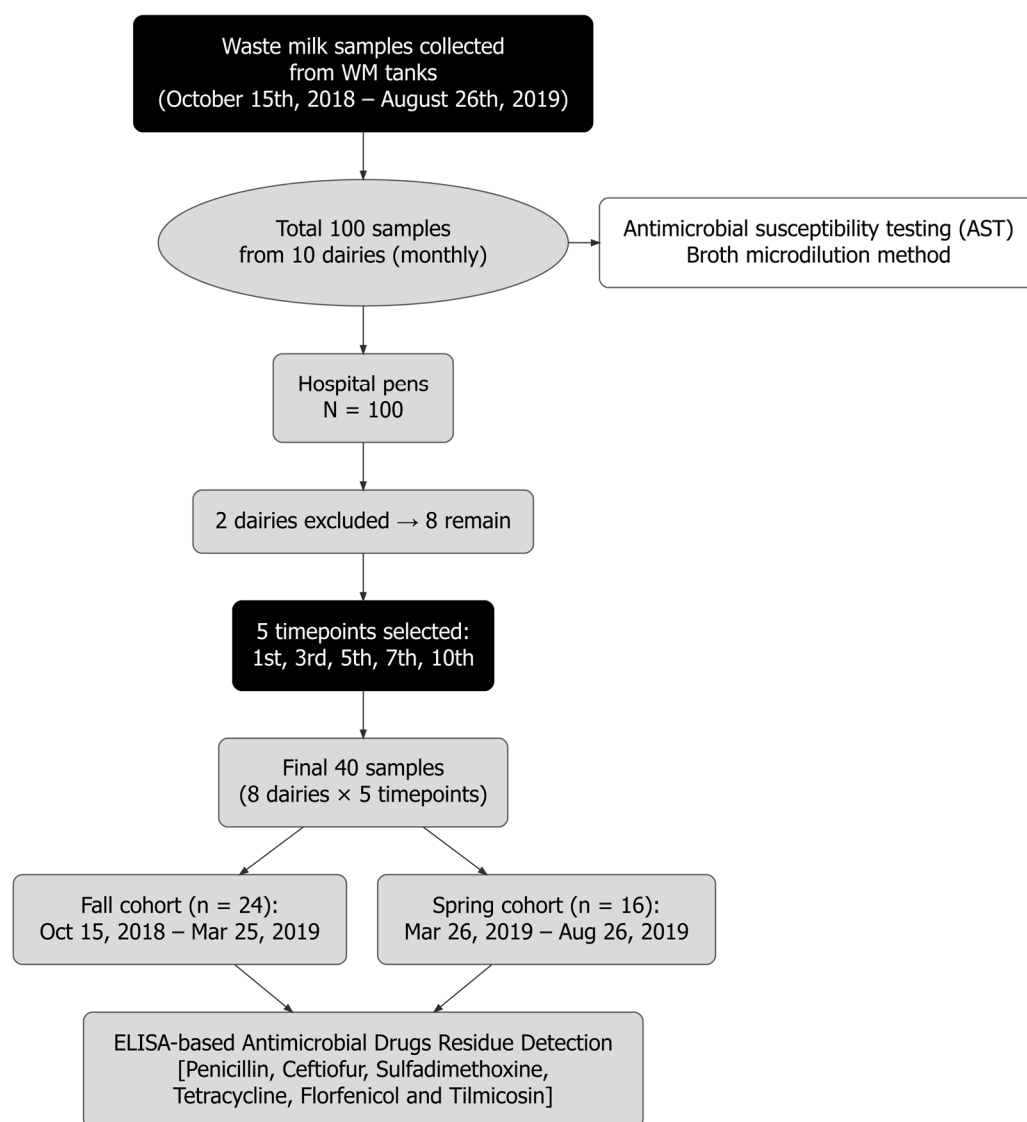 Waste milk samples collected
from WM tanks
(October 15th, 2018 – August 26th, 2019)
Total 100 samples
from 10 dairies (monthly)
Antimicrobial susceptibility testing (AST)
Broth microdilution method
Hospital pens
N = 100
2 dairies excluded → 8 remain
5 timepoints selected:
1st, 3rd, 5th, 7th, 10th
Final 40 samples
(8 dairies × 5 timepoints)
Fall cohort (n = 24):
Oct 15, 2018 – Mar 25, 2019
Spring cohort (n = 16):
Mar 26, 2019 – Aug 26, 2019
ELISA-based Antimicrobial Drugs Residue Detection
[Penicillin, Ceftiofur, Sulfadimethoxine,
Tetracycline, Florfenicol and Tilmicosin]